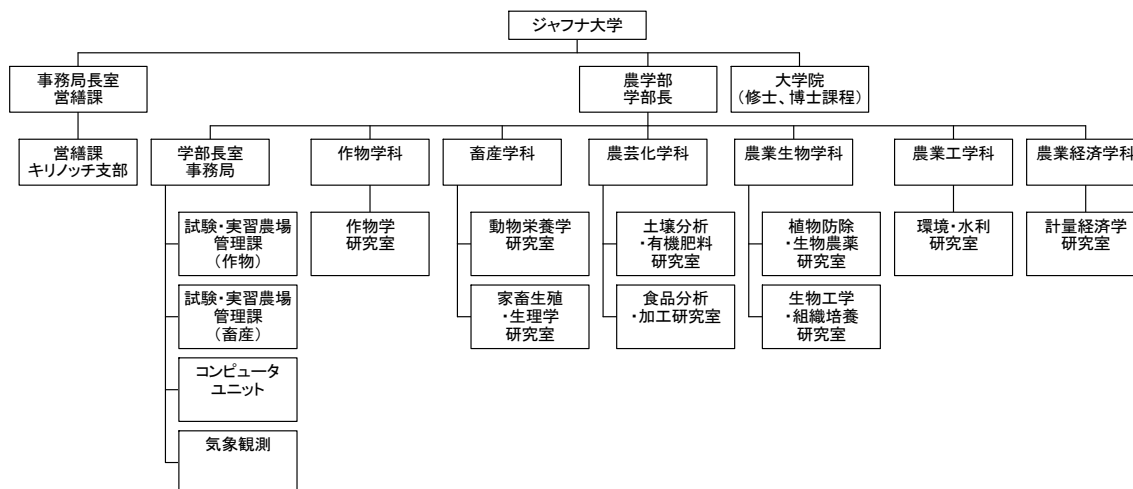 ジャフナ大学
事務局長室
営繕課
農学部
学部長
大学院
（修士、博士課程）
営繕課
キリノッチ支部
学部長室
事務局
作物学科
畜産学科
農芸化学科
農業生物学科
農業工学科
農業経済学科
試験・実習農場
管理課
（作物）
作物学
研究室
動物栄養学
研究室
土壌分析
・有機肥料
研究室
植物防除
・生物農薬
研究室
環境・水利
研究室
計量経済学
研究室
試験・実習農場
管理課
（畜産）
家畜生殖
・生理学
研究室
食品分析
・加工研究室
生物工学
・組織培養
研究室
コンピュータ
ユニット
気象観測